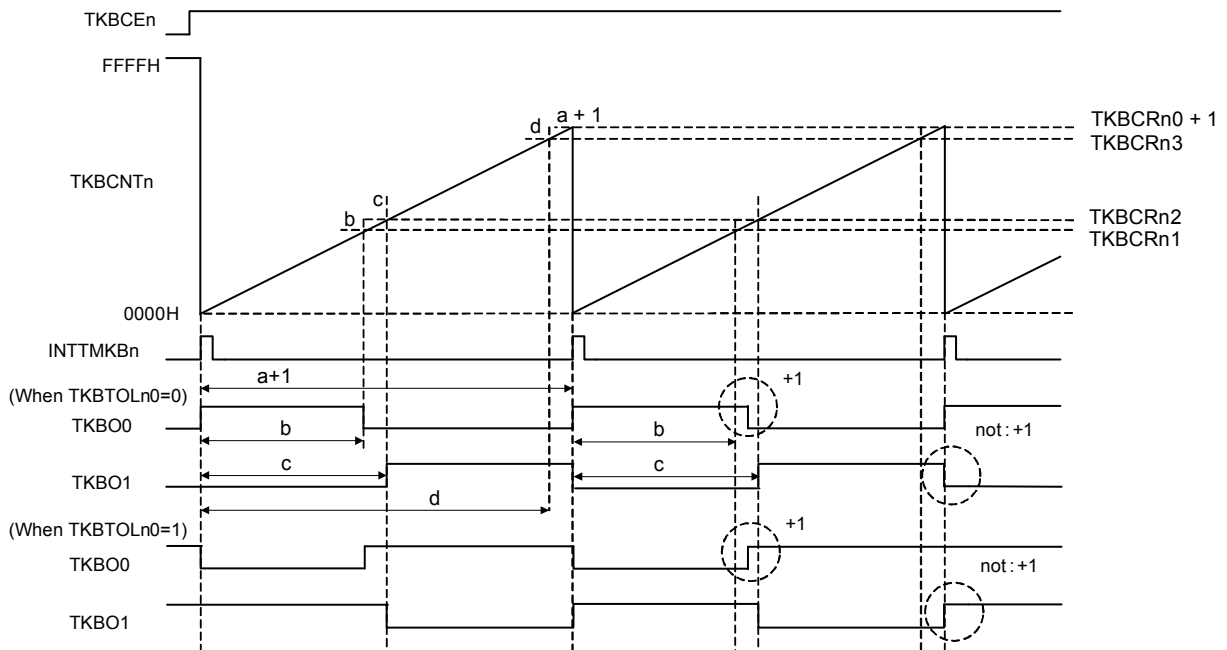 TKBCEn
FFFFH
a + 1
d
TKBCRn0 + 1
TKBCRn3
TKBCNTn
c
b
TKBCRn2
TKBCRn1
0000H
INTTMKBn
a+1
+1
(When TKBTOLn0=0)
TKBO0
b
b
not : +1
c
c
TKBO1
d
(When TKBTOLn0=1)
+1
TKBO0
not : +1
TKBO1